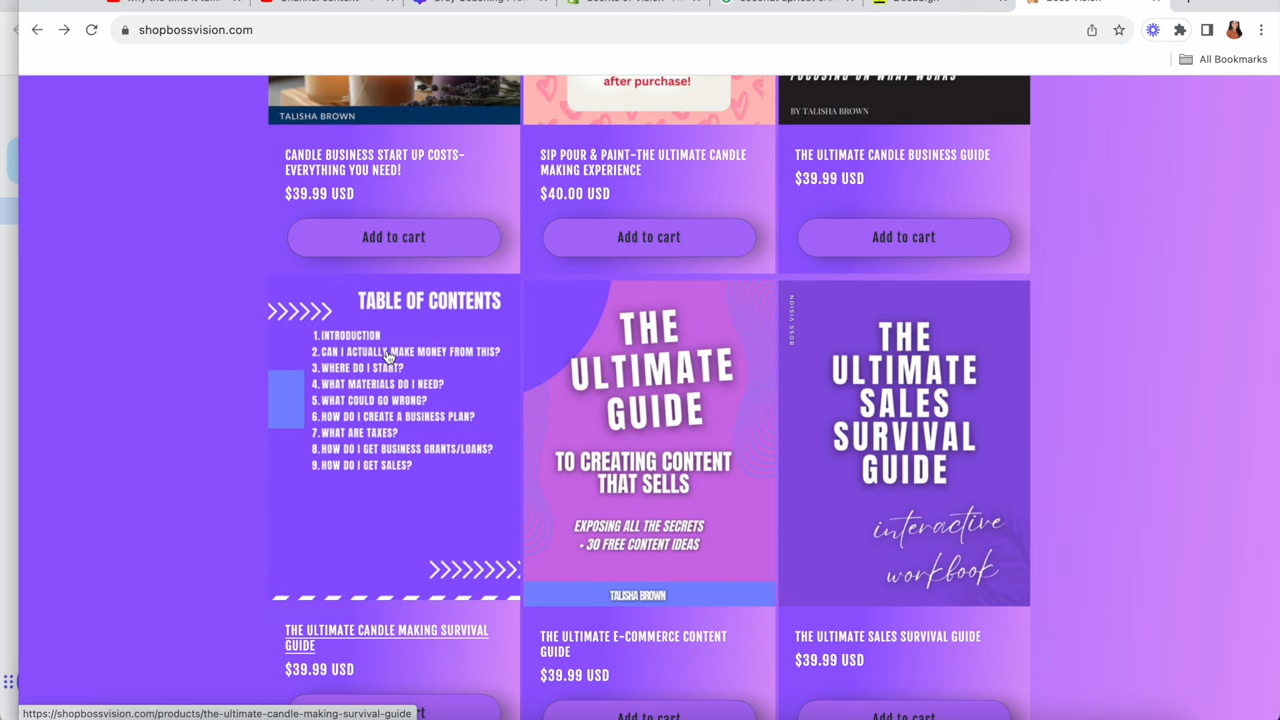 shopbossvision.com
All Bookmarks
after purchase!
TALISHA BROWN
BY TALISHA BROWN
CANDLE BUSINESS START UP COSTS-
EVERYTHING YOU NEED!
$39.99 USD
Add to cart
SIP POUR & PAINT-THE ULTIMATE CANDLE
MAKING EXPERIENCE
$40.00 USD
Add to cart
THE ULTIMATE CANDLE BUSINESS GUIDE
$39.99 USD
Add to cart
TABLE OF CONTENTS
1. INTRODUCTION
2. CAN I ACTUALLY MAKE MONEY FROM THIS?
3. WHERE DO I START?
4. WHAT MATERIALS DO I NEED?
5. WHAT COULD GO WRONG?
6. HOW DO I CREATE A BUSINESS PLAN?
7. WHAT ARE TAXES?
8. HOW DO I GET BUSINESS GRANTS/LOANS?
9. HOW DO I GET SALES?
THE
ULTIMATE
GUIDE
TO CREATING CONTENT
THAT SELLS
EXPOSING ALL THE SECRETS
+ 30 FREE CONTENT IDEAS
TALISHA BROWN
BOSS VISION
THE
ULTIMATE
SALES
SURVIVAL
GUIDE
interactive
workbook
THE ULTIMATE CANDLE MAKING SURVIVAL
GUIDE
$39.99 USD
THE ULTIMATE E-COMMERCE CONTENT
GUIDE
$39.99 USD
THE ULTIMATE SALES SURVIVAL GUIDE
$39.99 USD
https://shopbossvision.com/products/the-ultimate-candle-making-survival-guide